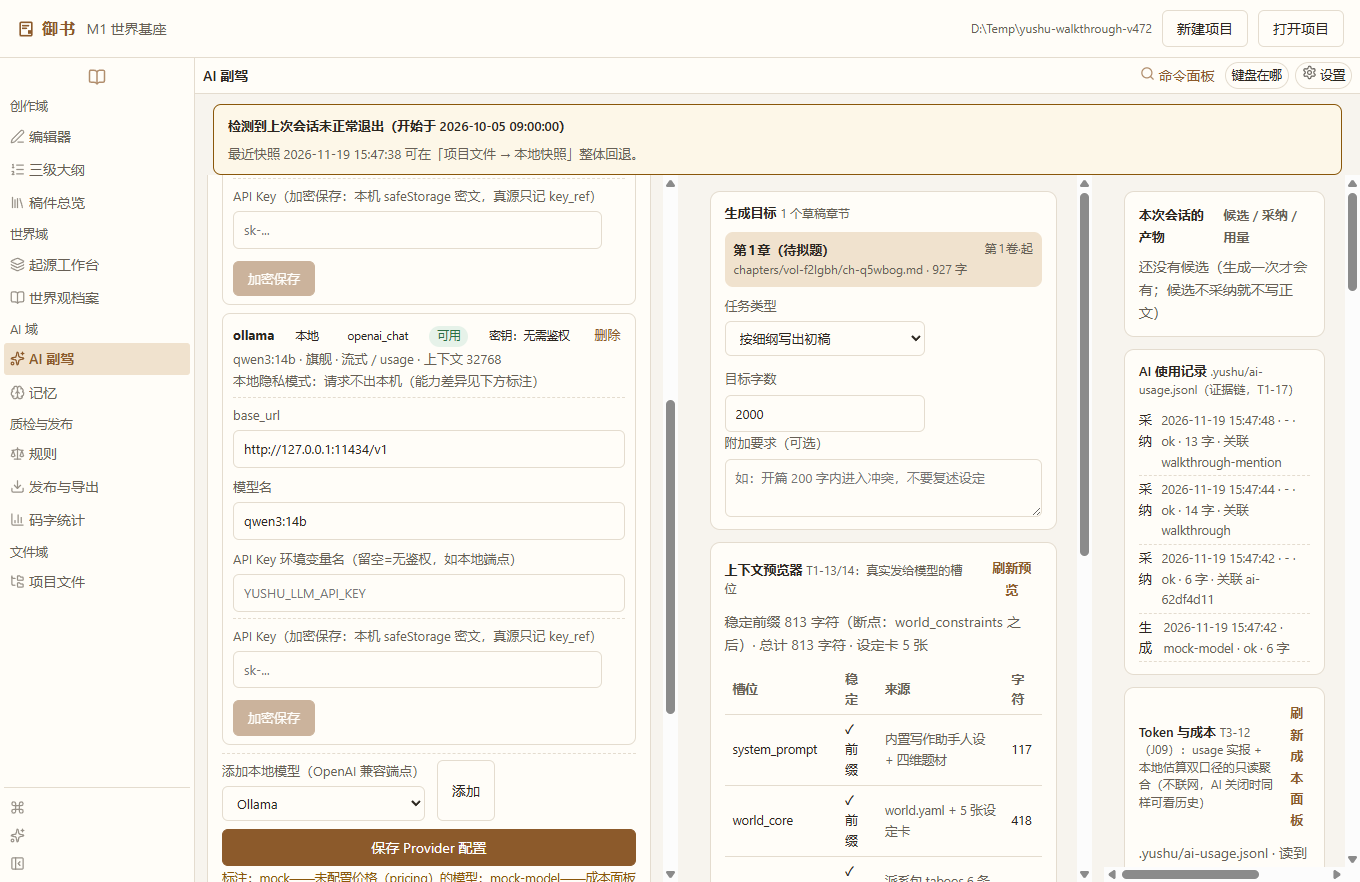 御书 M1 世界基座
D:\Temp\yushu-walkthrough-v472
新建项目
打开项目
创作域
编辑器
三级大纲
稿件总览
世界域
起源工作台
世界观档案
AI 域
AI 副驾
记忆
质检与发布
规则
发布与导出
码字统计
文件域
项目文件
AI 副驾
命令面板
键盘在哪
设置
检测到上次会话未正常退出（开始于 2026-10-05 09:00:00）
最近快照 2026-11-19 15:47:38 可在「项目文件 → 本地快照」整体回退。
API Key（加密保存：本机 safeStorage 密文，真源只记 key_ref）
sk-...
加密保存
ollama 本地 openai_chat 可用 密钥：无需鉴权 删除
qwen3:14b · 旗舰 · 流式 / usage · 上下文 32768
本地隐私模式：请求不出本机（能力差异见下方标注）
base_url
http://127.0.0.1:11434/v1
模型名
qwen3:14b
API Key 环境变量名（留空=无鉴权，如本地端点）
YUSHU_LLM_API_KEY
API Key（加密保存：本机 safeStorage 密文，真源只记 key_ref）
sk-...
加密保存
添加本地模型（OpenAI 兼容端点）
Ollama
添加
保存 Provider 配置
标注：mock——未配置价格（pricing）的模型：mock-model——成本面板
生成目标 1 个草稿章节
第 1 章（待拟题） 第 1 卷·起
chapters/vol-f2lgbh/ch-q5wbog.md · 927 字
任务类型
按细纲写出初稿
目标字数
2000
附加要求（可选）
如：开篇 200 字内进入冲突，不要复述设定
上下文预览器 T1-13/14：真实发给模型的槽
位
刷新预
览
稳定前缀 813 字符（断点：world_constraints 之
后）· 总计 813 字符 · 设定卡 5 张
槽位 稳定 来源 字符
system_prompt ✓前缀 内置写作助手人设 + 四维题材 117
world_core ✓前缀 world.yaml + 5 张设定卡 418
✓ 派系包 taboos 6 条
本次会话的
产物
候选 / 采纳 /
用量
还没有候选（生成一次才会
有；候选不采纳就不写正
文）
AI 使用记录 .yushu/ai-
usage.jsonl（证据链，T1-17）
采纳 2026-11-19 15:47:48 · - ·
ok · 13 字 · 关联
walkthrough-mention
采纳 2026-11-19 15:47:44 · - ·
ok · 14 字 · 关联
walkthrough
采纳 2026-11-19 15:47:42 · - ·
ok · 6 字 · 关联 ai-
62df4d11
生成 2026-11-19 15:47:42 ·
mock-model · ok · 6 字
Token 与成本 T3-12
（J09）：usage 实报 +
本地估算双口径的只读聚
合（不联网，AI 关闭时同
样可看历史）
刷新成本面板
.yushu/ai-usage.jsonl · 读到